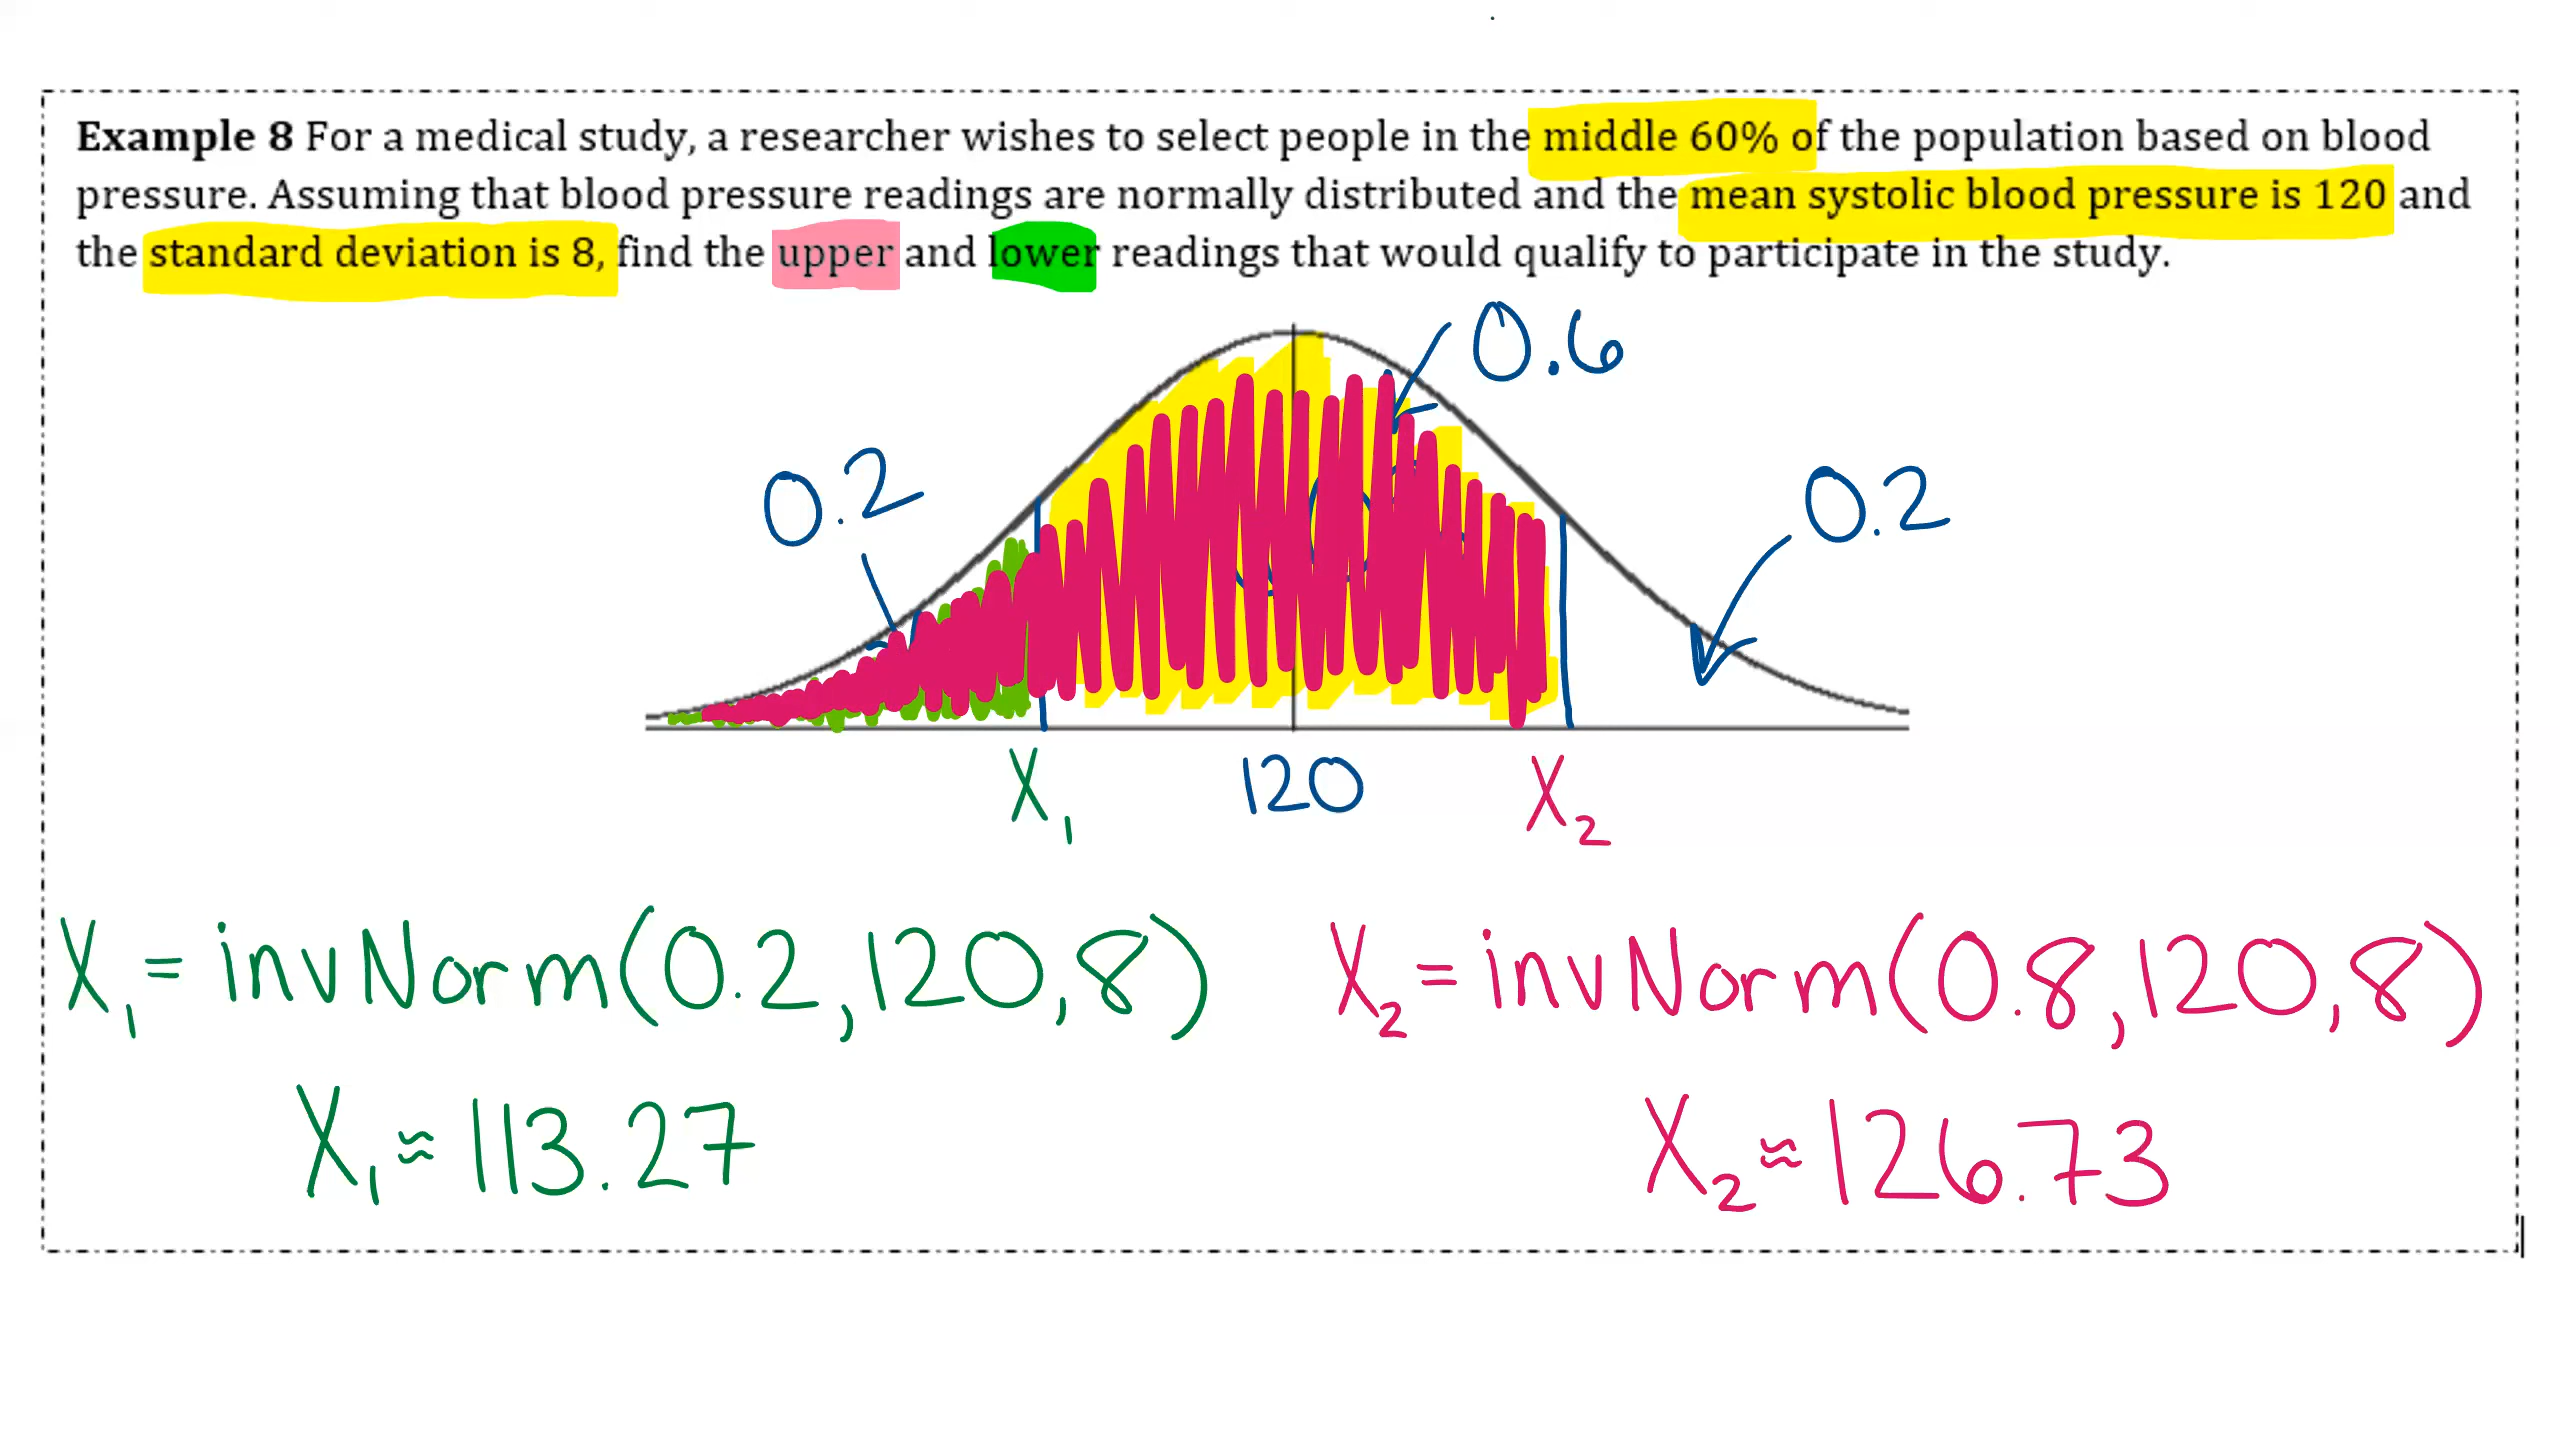 Example 8 For a medical study, a researcher wishes to select people in the middle 60% of the population based on blood
pressure. Assuming that blood pressure readings are normally distributed and the mean systolic blood pressure is 120 and
the standard deviation is 8, find the upper and lower readings that would qualify to participate in the study.
0.6
0.2
0.2
X₁
120
X₂
X₁ = invNorm(0.2,120,8)
X₂ = invNorm(0.8,120,8)
X₁ ≈ 113.27
X₂ ≈ 126.73